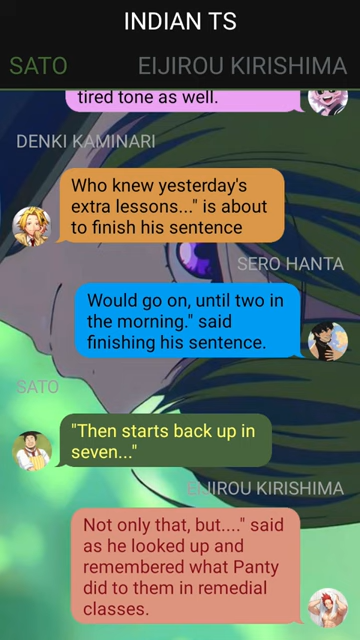 INDIAN TS
SATO EIJIROU KIRISHIMA
tired tone as well.
DENKI KAMINARI
Who knew yesterday's
extra lessons..." is about
to finish his sentence
SERO HANTA
Would go on, until two in
the morning." said
finishing his sentence.
SATO
"Then starts back up in
seven..."
EIJIROU KIRISHIMA
Not only that, but...." said
as he looked up and
remembered what Panty
did to them in remedial
classes.